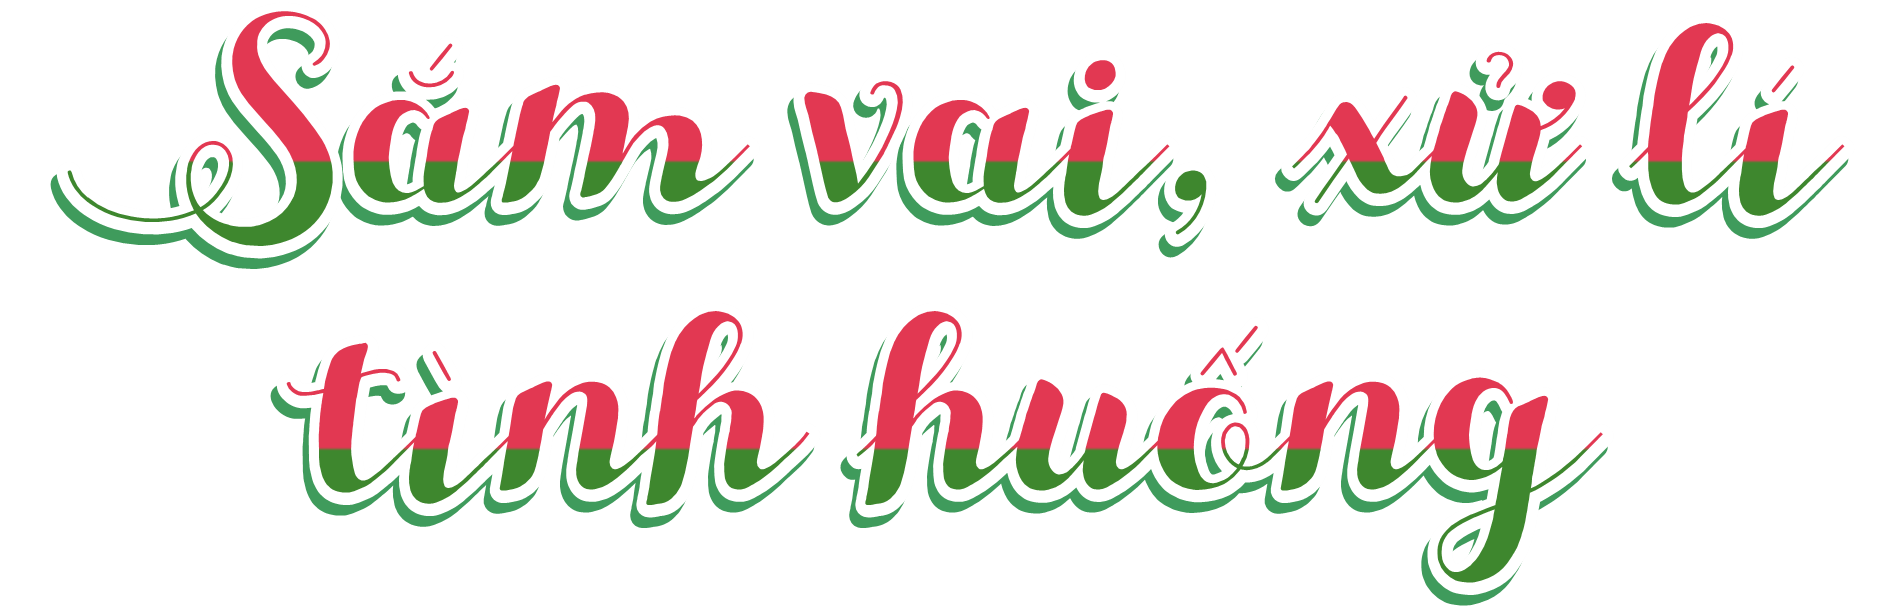 Sắm vai, xử lí
tình huống